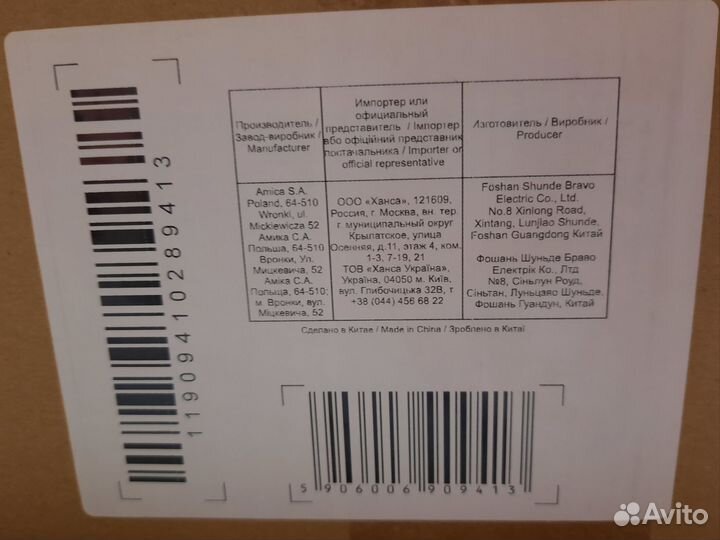 Производитель /
Завод-виробник /
Manufacturer
Импортер или
официальный
представитель / Імпортер
або офіційний представник
постачальника / Importer or
official representative
Изготовитель / Виробник /
Producer
Amica S.A.
Poland, 64-510
Wronki, ul.
Mickiewicza 52
Амика С.А.
Польша, 64-510
Вронки, Ул.
Мицкевича, 52
Аміка С.А.
Польща, 64-510;
м. Вронки, вул.
Міцкевича, 52
ООО «Ханса», 121609,
Россия, г. Москва, вн. тер.
г. муниципальный округ
Крылатское, улица
Осенняя, д.11, этаж 4, ком.
1-3, 7-19, 21
ТОВ «Ханса Україна»,
Україна, 04050 м. Київ,
вул. Глибочицька 32В, т
+38 (044) 456 68 22
Foshan Shunde Bravo
Electric Co., Ltd.
No.8 Xinlong Road,
Xintang, Lunjiao Shunde,
Foshan Guangdong Китай
Фошань Шуньде Браво
Електрік Ко., Лтд
№8, Сіньлун Роуд,
Сіньтан, Луньцзяо Шуньде,
Фошань Гуандун, Китай
Сделано в Китае / Made in China / Зроблено в Китаї
11909410289413
5 906006 909413
Avito